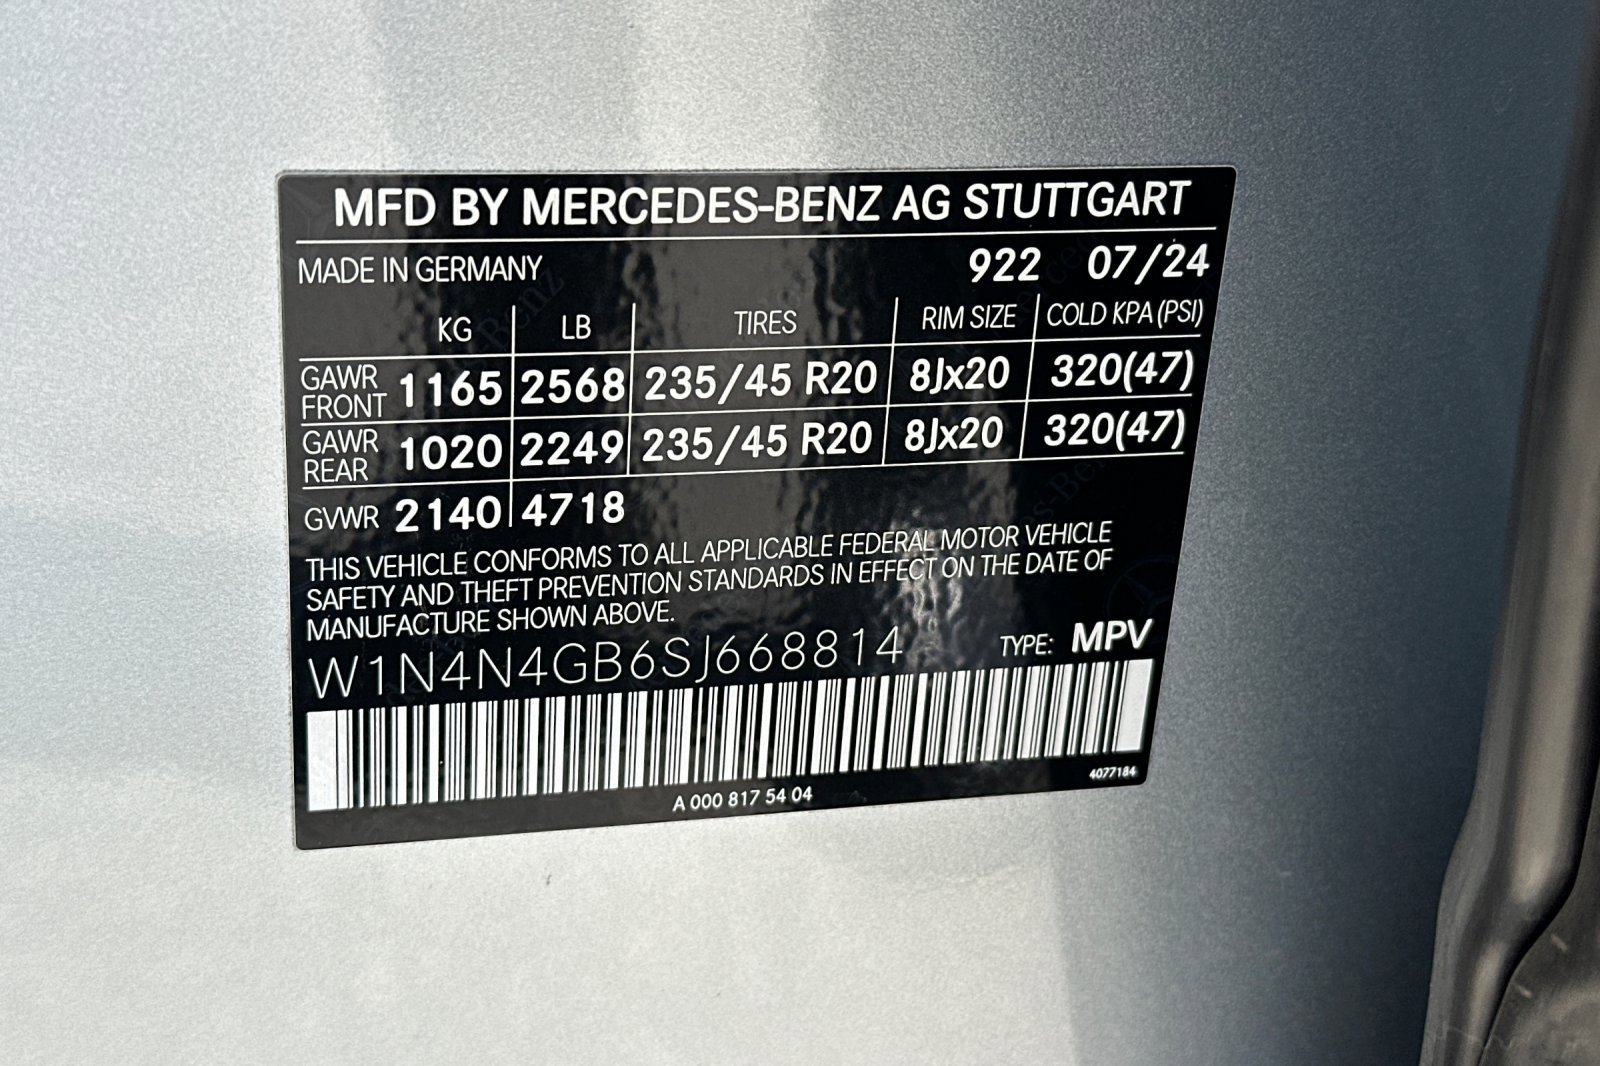 MFD BY MERCEDES-BENZ AG STUTTGART
MADE IN GERMANY 922 07/24
KG LB TIRES RIM SIZE COLD KPA (PSI)
GAWR FRONT 1165 2568 235/45 R20 8Jx20 320(47)
GAWR REAR 1020 2249 235/45 R20 8Jx20 320(47)
GVWR 2140 4718
THIS VEHICLE CONFORMS TO ALL APPLICABLE FEDERAL MOTOR VEHICLE
SAFETY AND THEFT PREVENTION STANDARDS IN EFFECT ON THE DATE OF
MANUFACTURE SHOWN ABOVE.
W1N4N4GB6SJ668814 TYPE: MPV
4077184
A 000 817 54 04